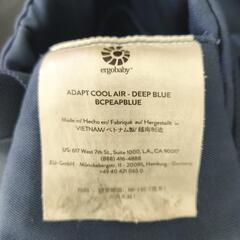 ergobaby
ADAPT COOL AIR - DEEP BLUE
BCPEAPBLUE
Made in/ Hecho en/ Fabriqué au/ Hergestellt in
VIETNAM/ ベトナム製/ 越南制造
US: 617 West 7th St., Suite 1000, L.A., CA 90017
(888) 416-4888
EU: GmbH - Mönckebergstr. 11 - 20095, Hamburg, Germany
+49 40 421 065 0